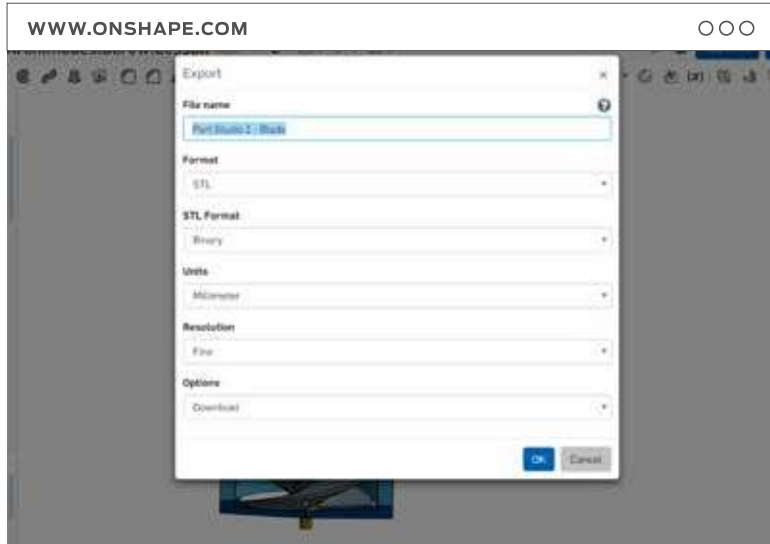 WWW.ONSHAPE.COM
Export
File name
Part Studio 1 - Blade
Format
STL
STL Format
Binary
Units
Millimeter
Resolution
Fine
Options
Download
OK
Cancel